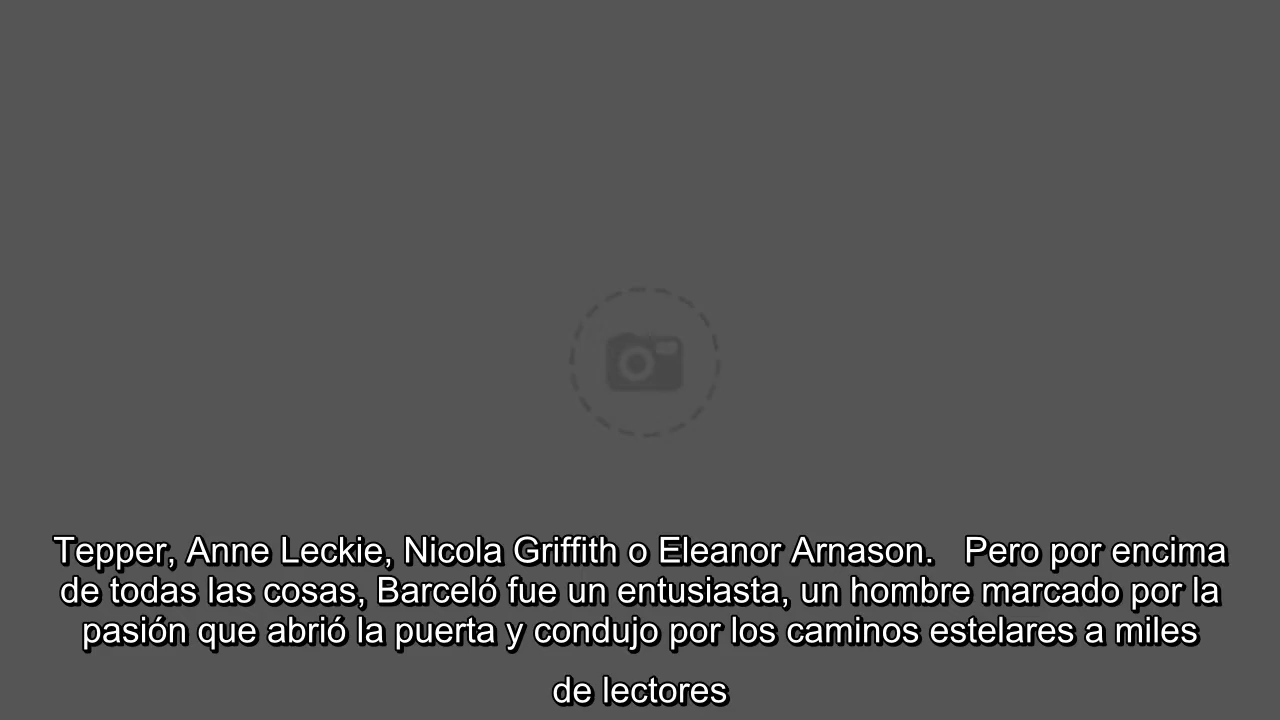 Tepper, Anne Leckie, Nicola Griffith o Eleanor Arnason.   Pero por encima
de todas las cosas, Barceló fue un entusiasta, un hombre marcado por la
pasión que abrió la puerta y condujo por los caminos estelares a miles
de lectores